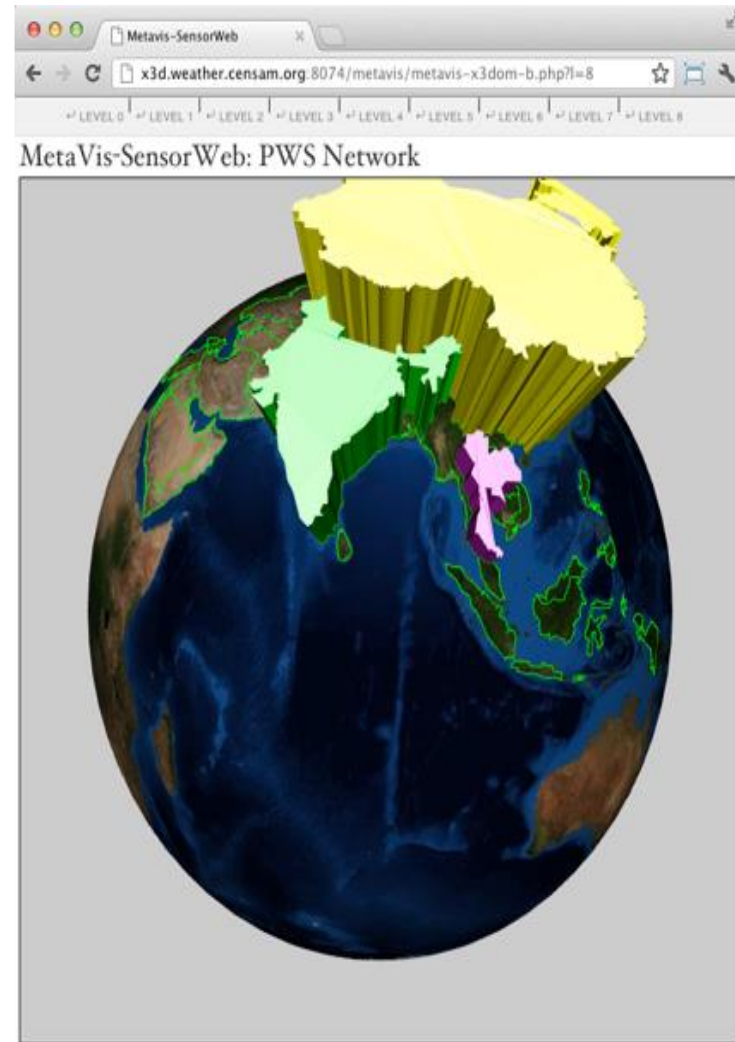 Metavis-SensorWeb
x3d.weather.censam.org:8074/metavis/metavis-x3dom-b.php?l=8
LEVEL 0 LEVEL 1 LEVEL 2 LEVEL 3 LEVEL 4 LEVEL 5 LEVEL 6 LEVEL 7 LEVEL 8
MetaVis-SensorWeb: PWS Network